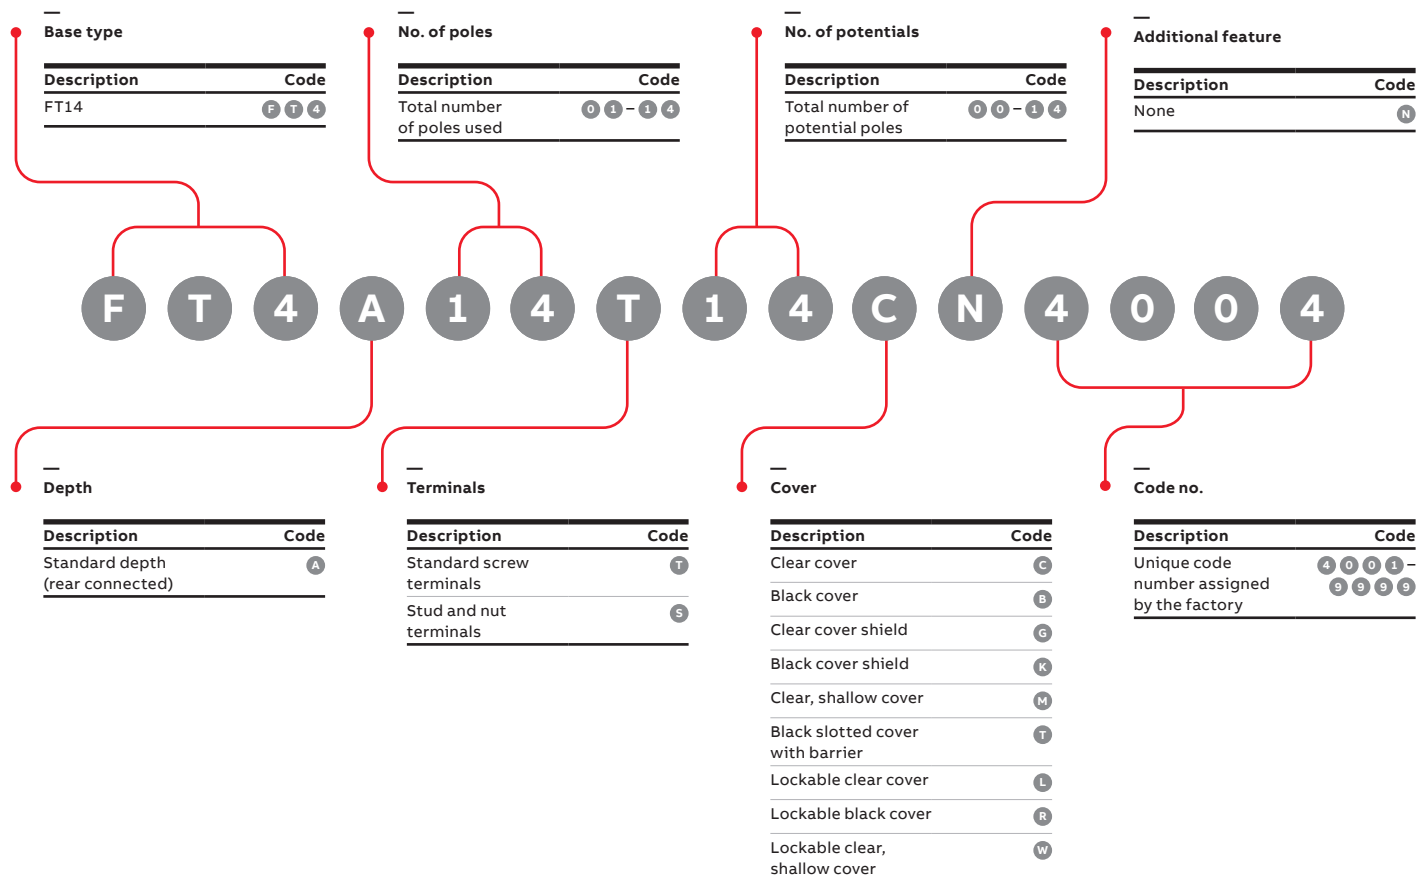 Base type
Description Code
FT14 F T 4
No. of poles
Description Code
Total number 0 1 – 1 4
of poles used
No. of potentials
Description Code
Total number of 0 0 – 1 4
potential poles
Additional feature
Description Code
None N
F T 4 A 1 4 T 1 4 C N 4 0 0 4
Depth
Description Code
Standard depth A
(rear connected)
Terminals
Description Code
Standard screw T
terminals
Stud and nut S
terminals
Cover
Description Code
Clear cover C
Black cover B
Clear cover shield G
Black cover shield K
Clear, shallow cover M
Black slotted cover T
with barrier
Lockable clear cover L
Lockable black cover R
Lockable clear, W
shallow cover
Code no.
Description Code
Unique code 4 0 0 1 –
number assigned 9 9 9 9
by the factory